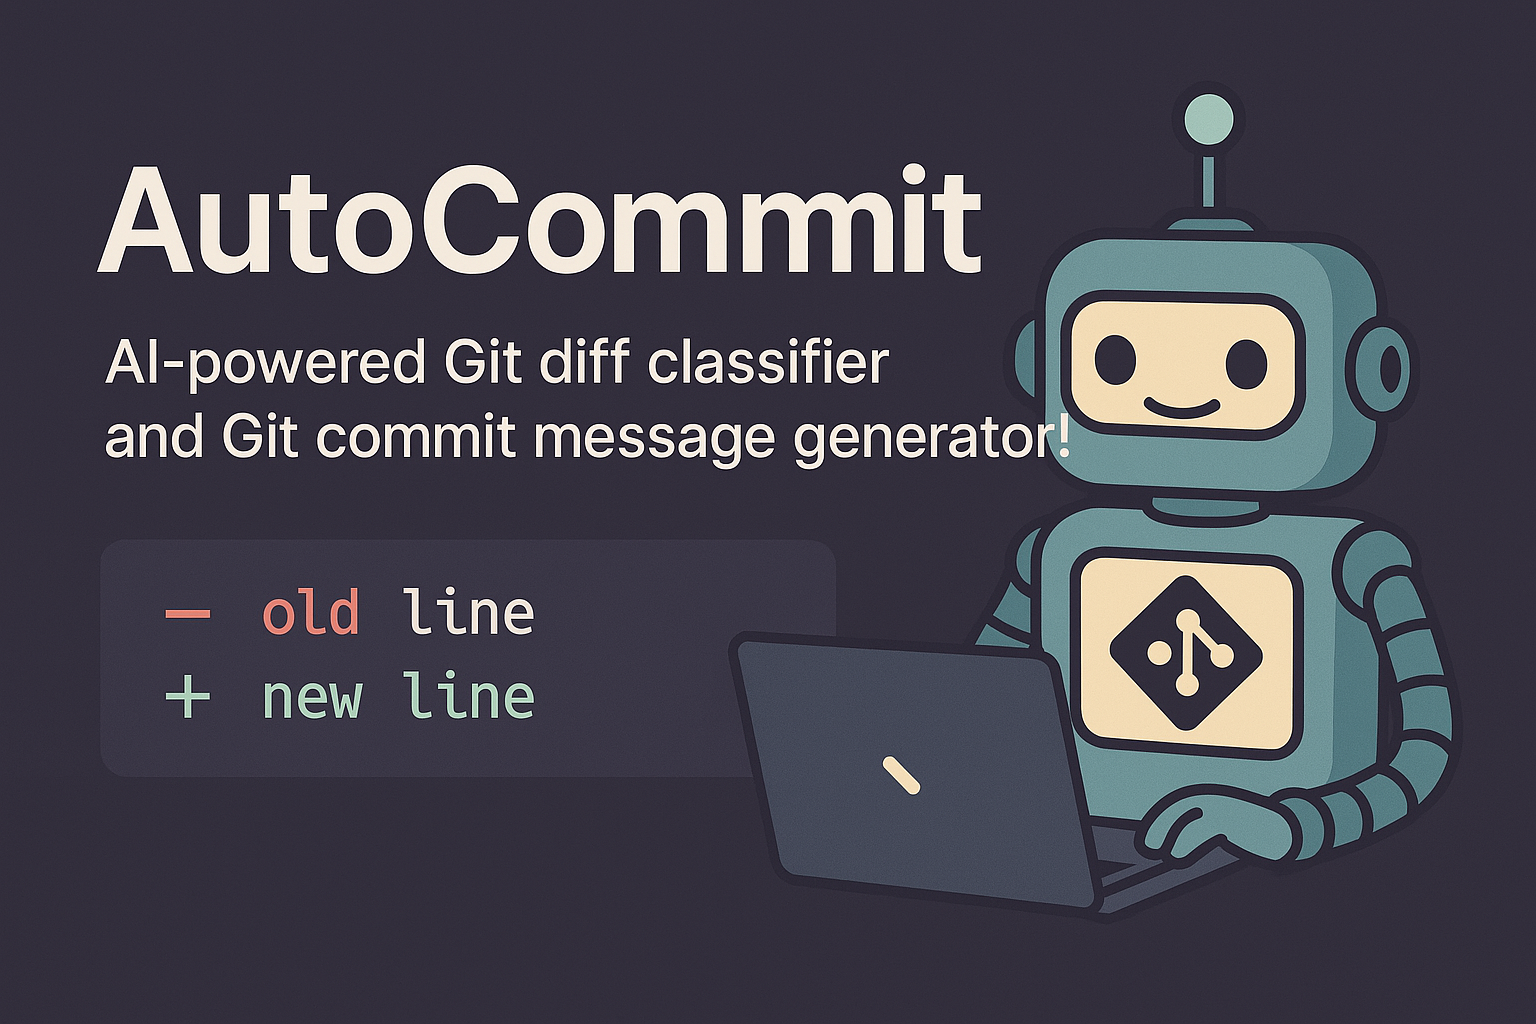 AutoCommit
AI-powered Git diff classifier
and Git commit message generator!
- old line
+ new line